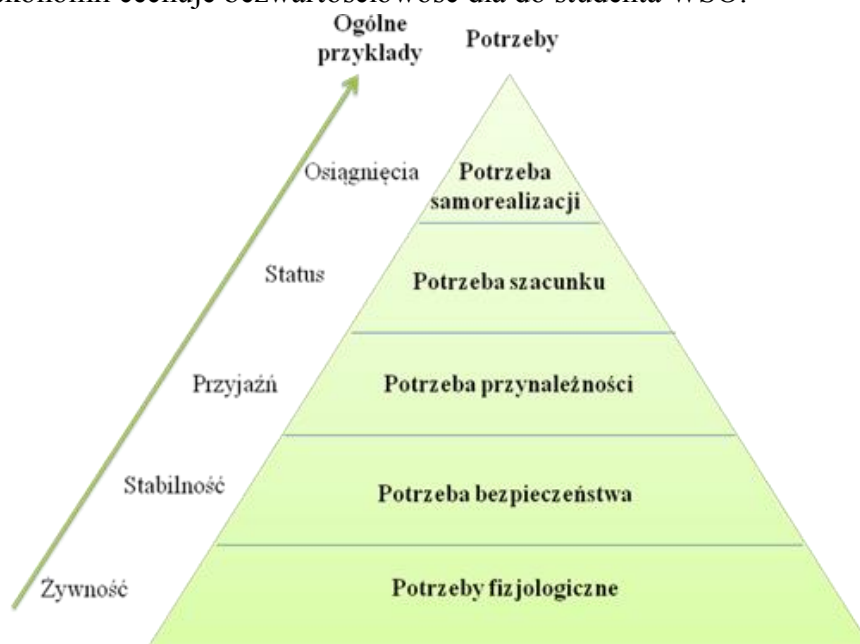 Ogólne
przykłady
Potrzeby
Osiągnięcia
Potrzeba
samorealizacji
Status
Potrzeba szacunku
Przyjaźń
Potrzeba przynależności
Stabilność
Potrzeba bezpieczeństwa
Żywność
Potrzeby fizjologiczne